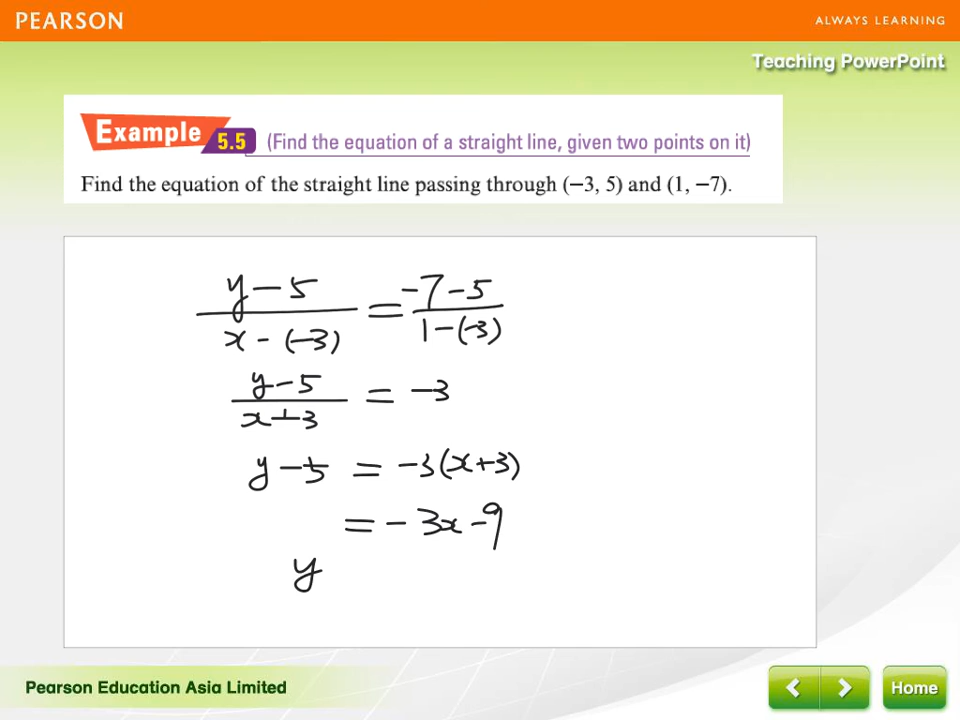 PEARSON
ALWAYS LEARNING
Teaching PowerPoint
Example 5.5 (Find the equation of a straight line, given two points on it)
Find the equation of the straight line passing through (−3, 5) and (1, −7).
y − 5 / x − (−3) = −7 − 5 / 1 − (−3)
y − 5 / x + 3 = −3
y − 5 = −3(x+3)
= −3x − 9
y
Pearson Education Asia Limited
Home